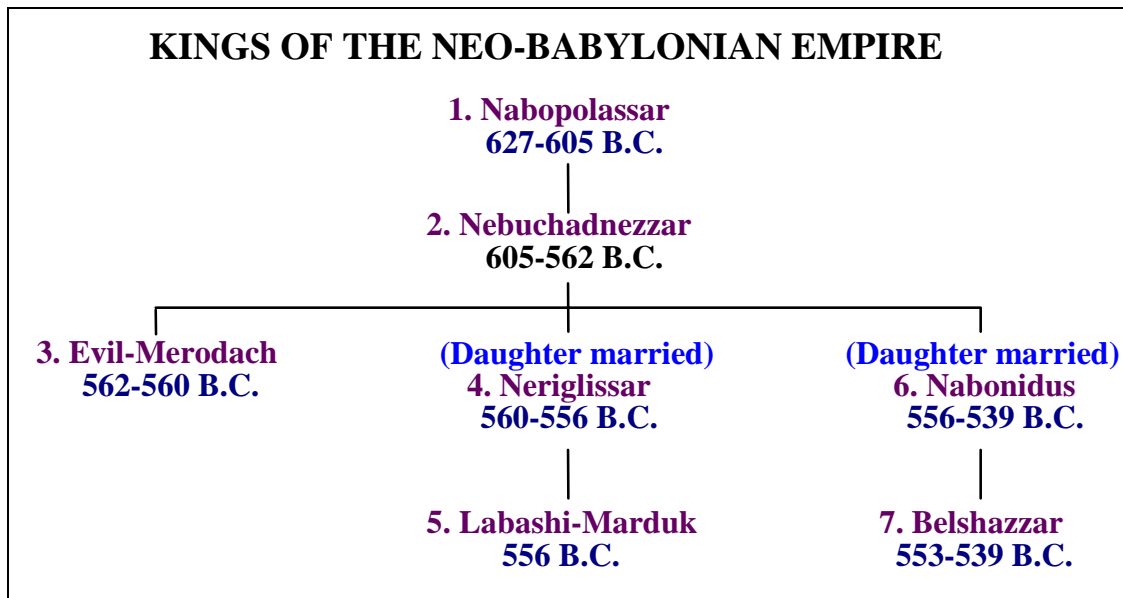 KINGS OF THE NEO-BABYLONIAN EMPIRE
1. Nabopolassar
627-605 B.C.
2. Nebuchadnezzar
605-562 B.C.
3. Evil-Merodach
562-560 B.C.
(Daughter married)
4. Neriglissar
560-556 B.C.
(Daughter married)
6. Nabonidus
556-539 B.C.
5. Labashi-Marduk
556 B.C.
7. Belshazzar
553-539 B.C.